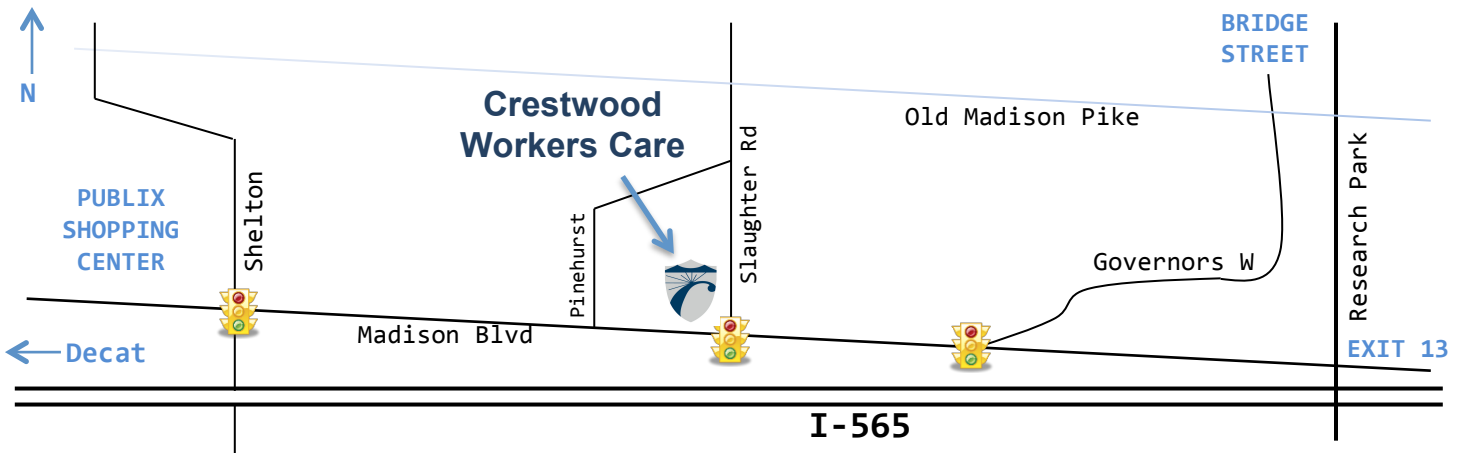 BRIDGE
STREET
N
Crestwood
Workers Care
Old Madison Pike
Slaughter Rd
Research Park
Shelton
PUBLIX
SHOPPING
CENTER
Pinehurst
Governors W
Madison Blvd
Decat
EXIT 13
I-565